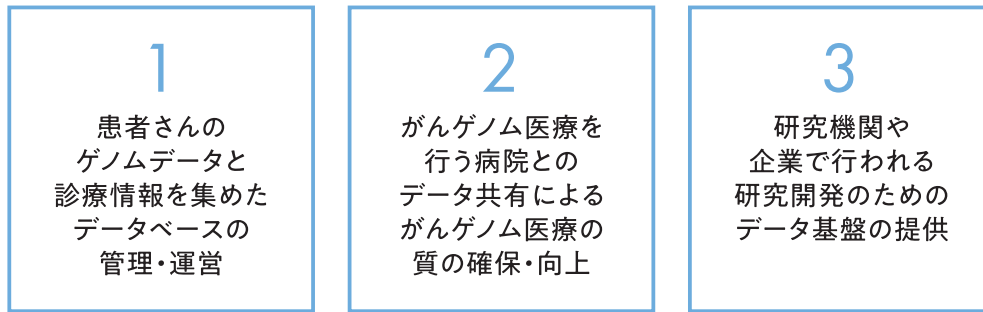 1
患者さんの
ゲノムデータと
診療情報を集めた
データベースの
管理・運営
2
がんゲノム医療を
行う病院との
データ共有による
がんゲノム医療の
質の確保・向上
3
研究機関や
企業で行われる
研究開発のための
データ基盤の提供